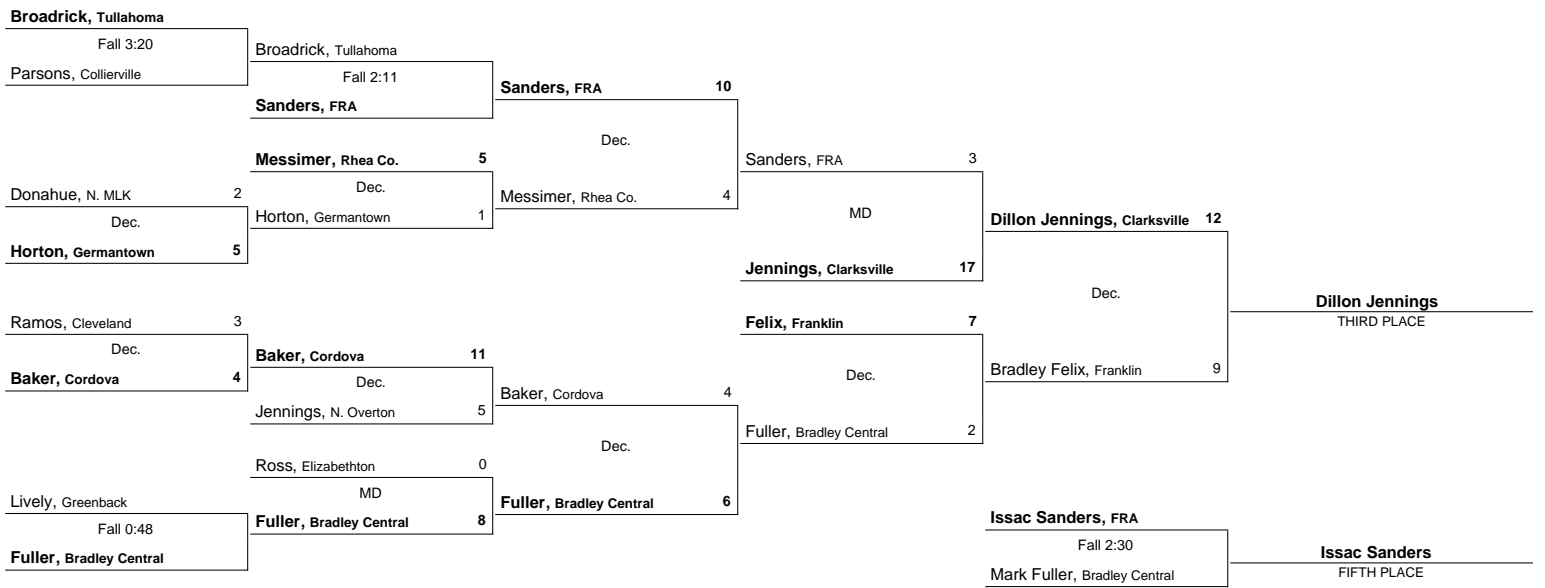 Broadrick, Tullahoma
Fall 3:20
Parsons, Collierville
Donahue, N. MLK 2
Dec.
Horton, Germantown 5
Ramos, Cleveland 3
Dec.
Baker, Cordova 4
Lively, Greenback
Fall 0:48
Fuller, Bradley Central
Broadrick, Tullahoma
Fall 2:11
Sanders, FRA
Messimer, Rhea Co. 5
Dec.
Horton, Germantown 1
Baker, Cordova 11
Dec.
Jennings, N. Overton 5
Ross, Elizabethton 0
MD
Fuller, Bradley Central 8
Sanders, FRA 10
Dec.
Messimer, Rhea Co. 4
Baker, Cordova 4
Dec.
Fuller, Bradley Central 6
Sanders, FRA 3
MD
Jennings, Clarksville 17
Felix, Franklin 7
Dec.
Fuller, Bradley Central 2
Dillon Jennings, Clarksville 12
Dec.
Bradley Felix, Franklin 9
Dillon Jennings
THIRD PLACE
Issac Sanders, FRA
Fall 2:30
Mark Fuller, Bradley Central
Issac Sanders
FIFTH PLACE